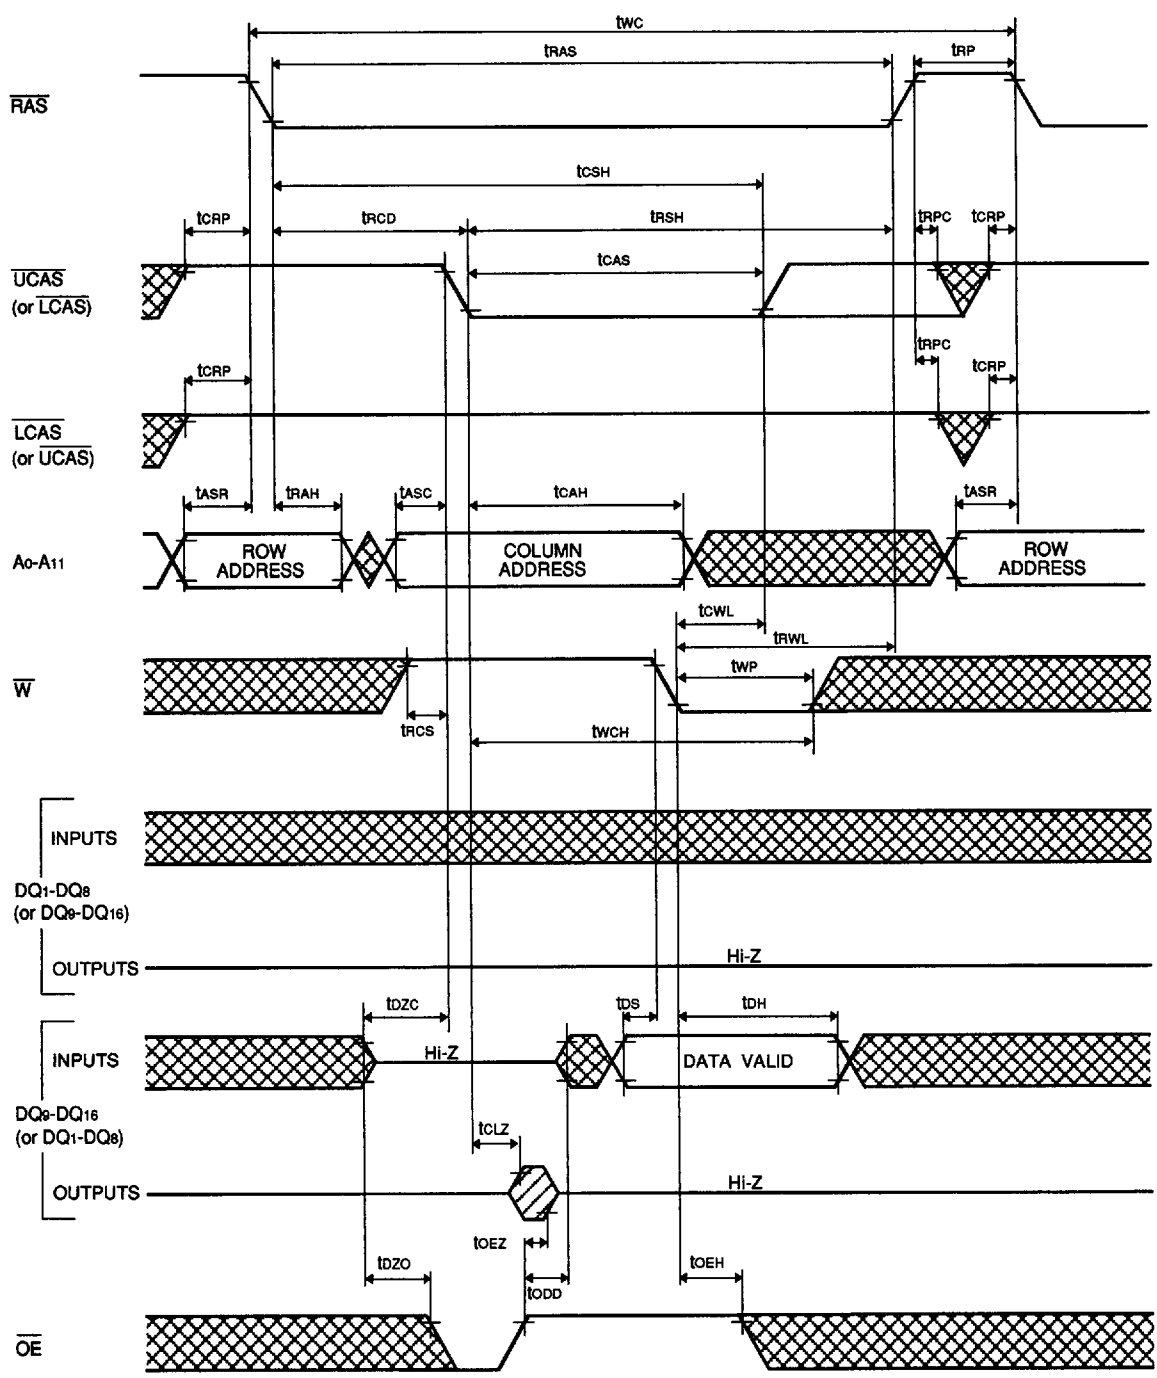 tWC
tRAS
tRP
RAS
tCSH
tCRP
tRCD
tRSH
tRPC
tCRP
UCAS
(or LCAS)
tCAS
tRPC
tCRP
tCRP
LCAS
(or UCAS)
tASR
tRAH
tASC
tCAH
tASR
A0-A11
ROW
ADDRESS
COLUMN
ADDRESS
ROW
ADDRESS
tCWL
tRWL
W
tWP
tRCS
tWCH
INPUTS
DQ1-DQ8
(or DQ9-DQ16)
OUTPUTS
Hi-Z
tDZC
tDS
tDH
INPUTS
Hi-Z
DATA VALID
DQ9-DQ16
(or DQ1-DQ8)
tCLZ
OUTPUTS
Hi-Z
tOEZ
tDZO
tODD
tOEH
OE